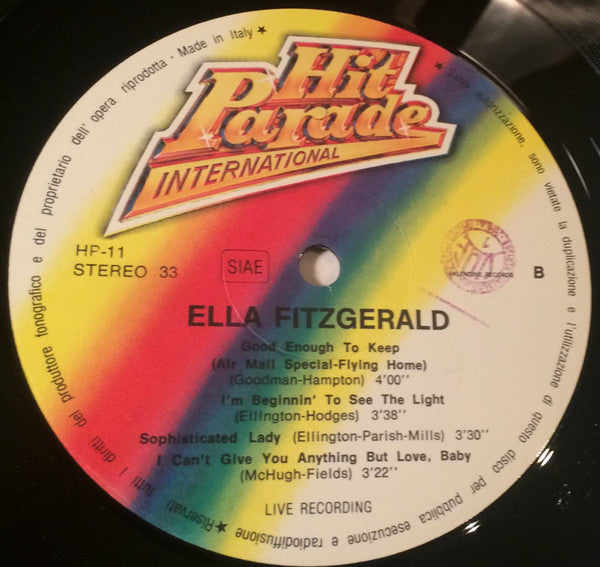 Hit
Parade
INTERNATIONAL
HP-11
STEREO 33
SIAE
VALENTINE RECORDS
B
ELLA FITZGERALD
Good Enough To Keep
(Air Mail Special-Flying Home)
(Goodman-Hampton) 4'00''
I'm Beginnin' To See The Light
(Ellington-Hodges) 3'38''
Sophisticated Lady (Ellington-Parish-Mills) 3'30''
I Can't Give You Anything But Love, Baby
(McHugh-Fields) 3'22''
LIVE RECORDING
★ Riservati tutti i diritti del produttore fonografico e del proprietario dell' opera riprodotta - Made in Italy ★ Salva autorizzazione, sono vietate la duplicazione e l'utilizzazione di questo disco per pubblica esecuzione e radiodiffusione